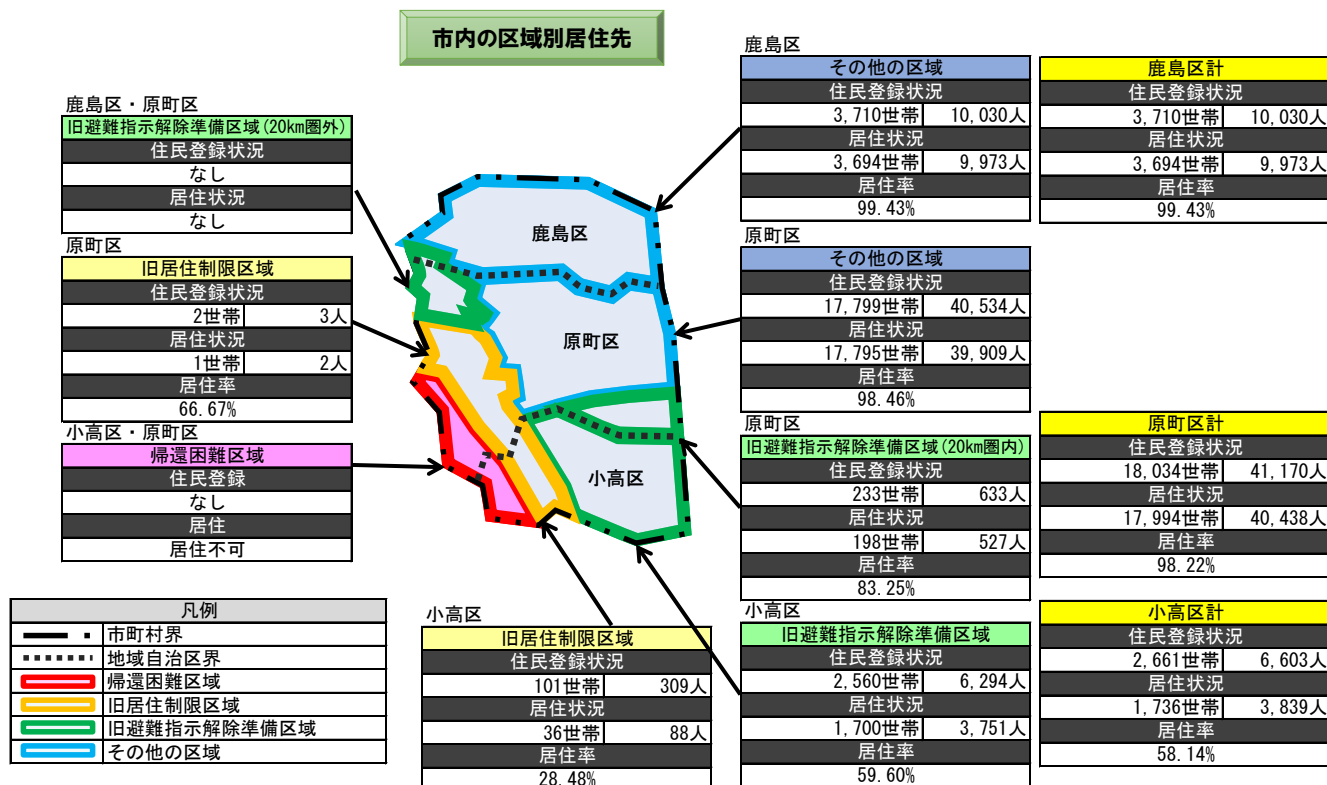 市内の区域別居住先
鹿島区・原町区
旧避難指示解除準備区域(20km圏外)
住民登録状況
なし
居住状況
なし
原町区
旧居住制限区域
住民登録状況
2世帯 3人
居住状況
1世帯 2人
居住率
66.67%
小高区・原町区
帰還困難区域
住民登録
なし
居住
居住不可
鹿島区
原町区
小高区
鹿島区
その他の区域
住民登録状況
3,710世帯 10,030人
居住状況
3,694世帯 9,973人
居住率
99.43%
鹿島区計
住民登録状況
3,710世帯 10,030人
居住状況
3,694世帯 9,973人
居住率
99.43%
原町区
その他の区域
住民登録状況
17,799世帯 40,534人
居住状況
17,795世帯 39,909人
居住率
98.46%
原町区
旧避難指示解除準備区域(20km圏内)
住民登録状況
233世帯 633人
居住状況
198世帯 527人
居住率
83.25%
原町区計
住民登録状況
18,034世帯 41,170人
居住状況
17,994世帯 40,438人
居住率
98.22%
凡例
市町村界
地域自治区界
帰還困難区域
旧居住制限区域
旧避難指示解除準備区域
その他の区域
小高区
旧居住制限区域
住民登録状況
101世帯 309人
居住状況
36世帯 88人
居住率
28.48%
小高区
旧避難指示解除準備区域
住民登録状況
2,560世帯 6,294人
居住状況
1,700世帯 3,751人
居住率
59.60%
小高区計
住民登録状況
2,661世帯 6,603人
居住状況
1,736世帯 3,839人
居住率
58.14%